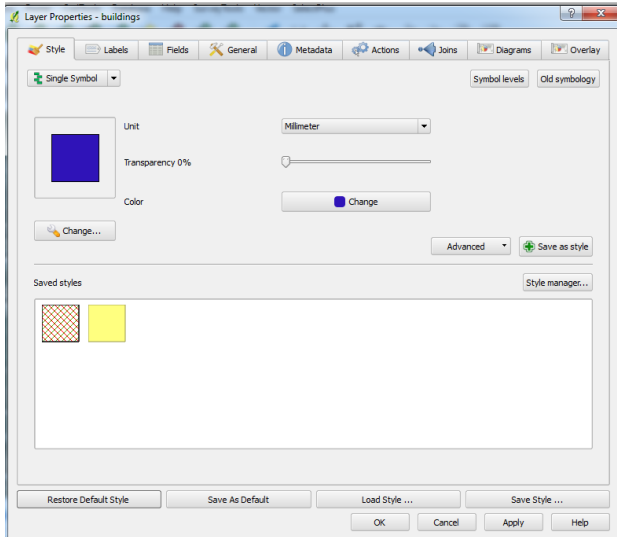 Layer Properties - buildings
Style Labels Fields General Metadata Actions Joins Diagrams Overlay
Single Symbol Symbol levels Old symbology
Unit Millimeter
Transparency 0%
Color Change
Change...
Advanced Save as style
Saved styles Style manager...
Restore Default Style Save As Default Load Style ... Save Style ...
OK Cancel Apply Help